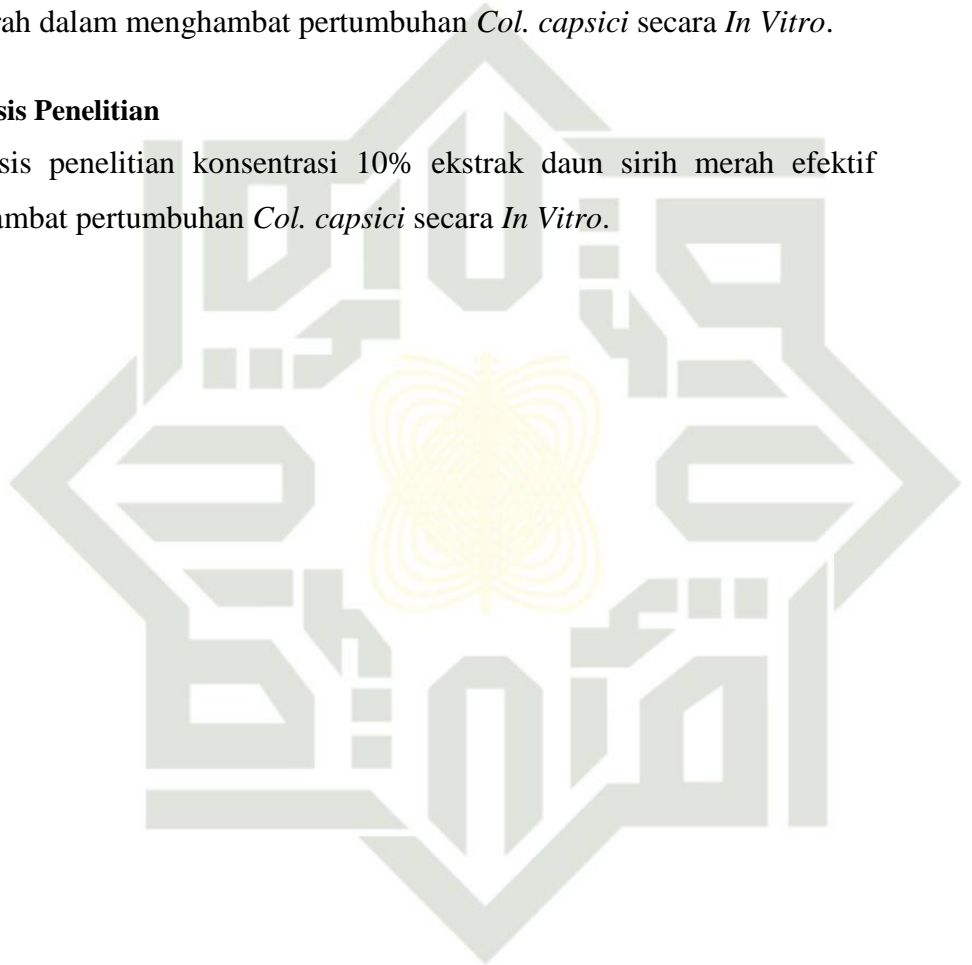 rah dalam menghambat pertumbuhan Col. capsici secara In Vitro.
sis Penelitian
sis penelitian konsentrasi 10% ekstrak daun sirih merah efektif
ambat pertumbuhan Col. capsici secara In Vitro.